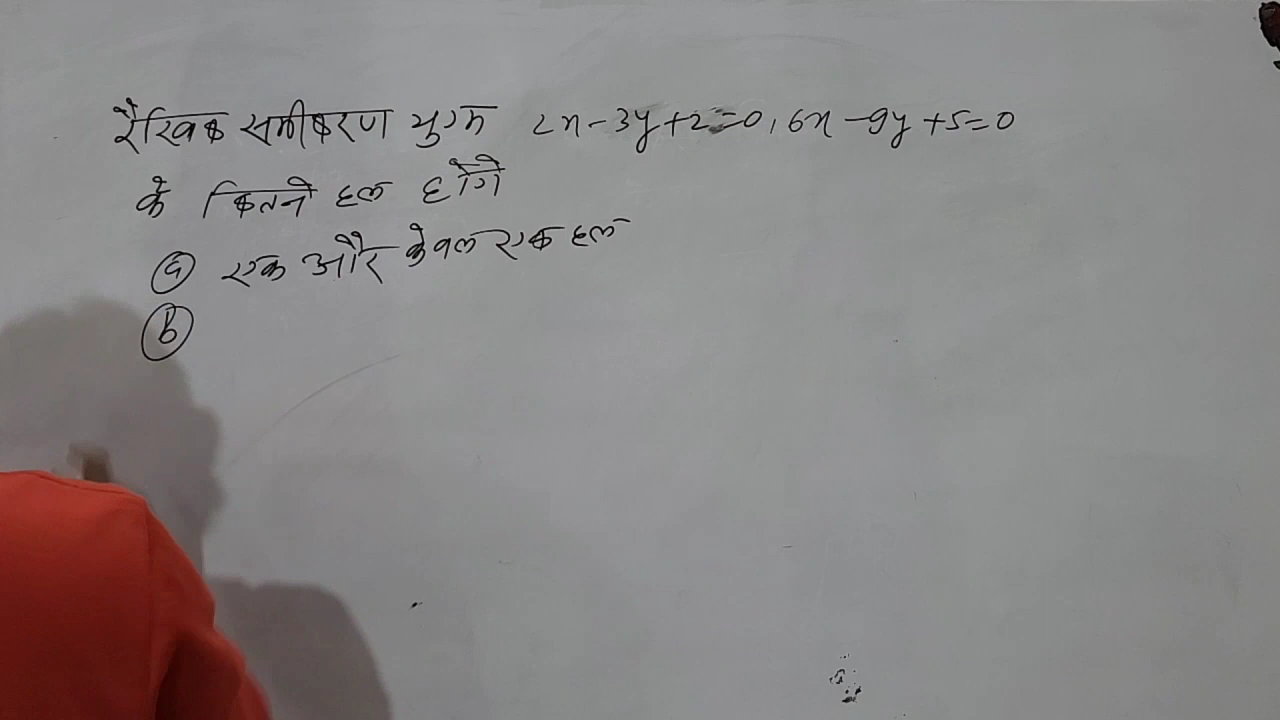 रैखिक समीकरण युग्म 2x-3y+2=0, 6x-9y+5=0
के कितने हल होंगे
(a) एक और केवल एक हल
(b)